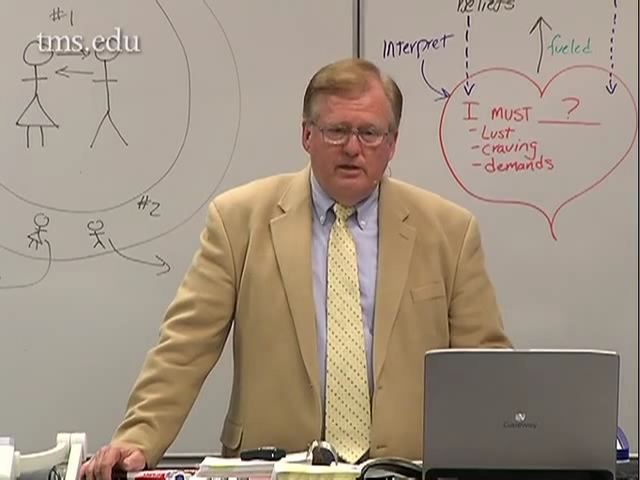 #1
tms.edu
#2
beliefs
Interpret
fueled
I MUST ?
- Lust
- craving
- demands
Gateway